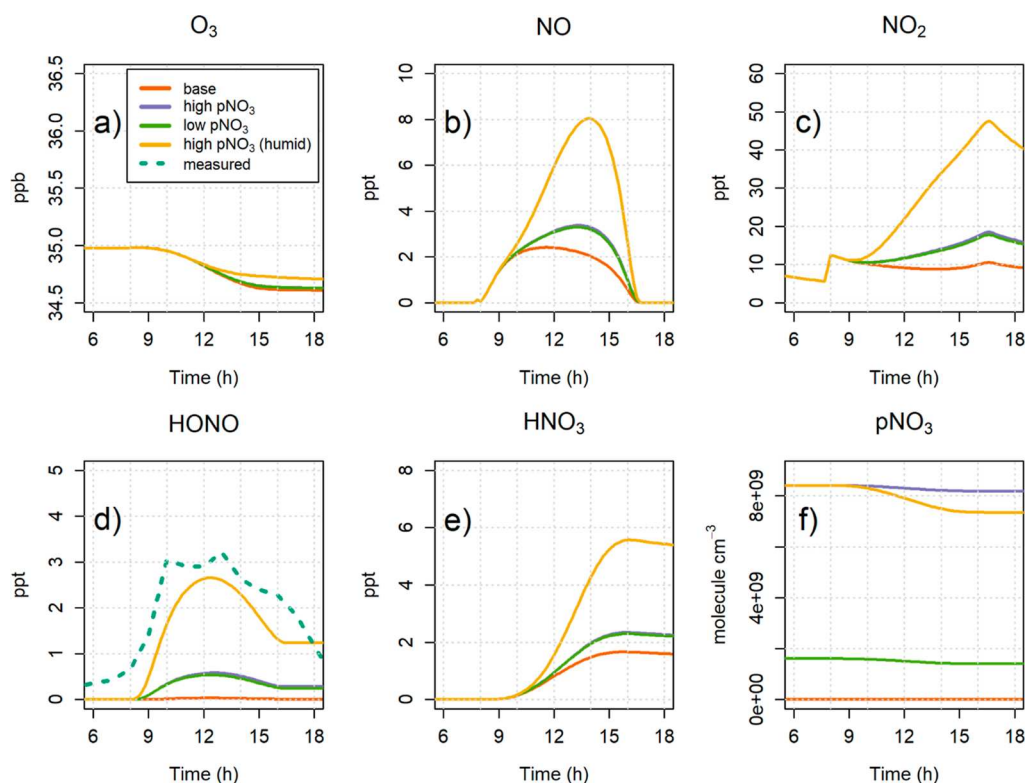 O3
36.5
36.0
35.5
35.0
34.5
ppb
a)
base
high pNO3
low pNO3
high pNO3 (humid)
measured
6 9 12 15 18
Time (h)
NO
10
8
6
4
2
0
ppt
b)
6 9 12 15 18
Time (h)
NO2
60
50
40
30
20
10
0
ppt
c)
6 9 12 15 18
Time (h)
HONO
5
4
3
2
1
0
ppt
d)
6 9 12 15 18
Time (h)
HNO3
8
6
4
2
0
ppt
e)
6 9 12 15 18
Time (h)
pNO3
8e+09
4e+09
0e+00
molecule cm−3
f)
6 9 12 15 18
Time (h)